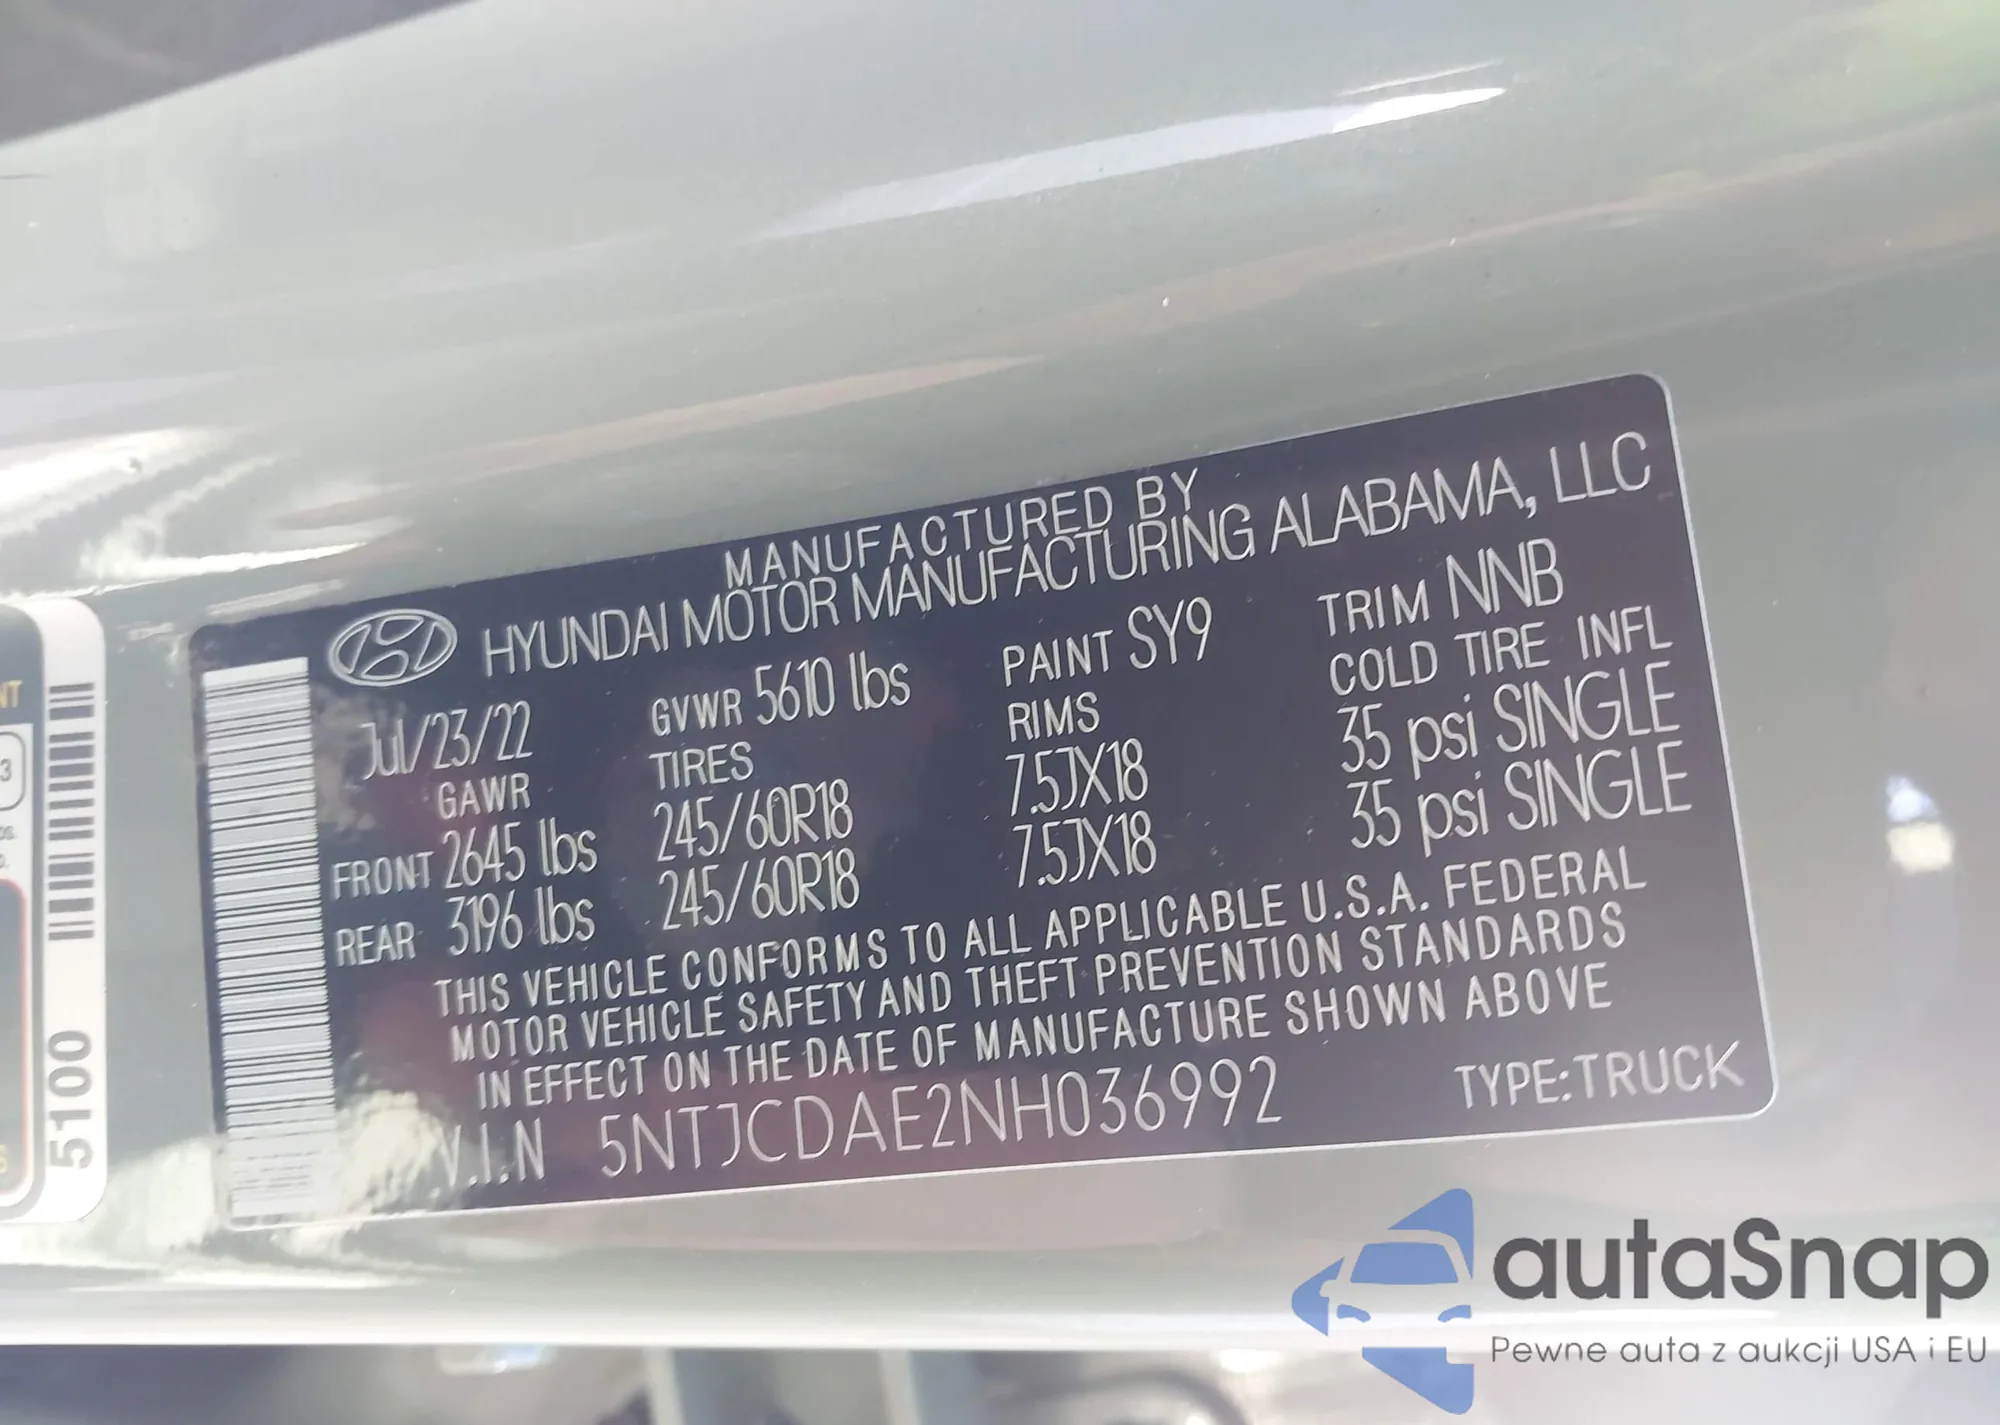 MANUFACTURED BY
HYUNDAI MOTOR MANUFACTURING ALABAMA, LLC
Jul/23/22 GVWR 5610 lbs PAINT SY9 TRIM NNB
GAWR TIRES RIMS COLD TIRE INFL
FRONT 2645 lbs 245/60R18 7.5JX18 35 psi SINGLE
REAR 3196 lbs 245/60R18 7.5JX18 35 psi SINGLE
THIS VEHICLE CONFORMS TO ALL APPLICABLE U.S.A. FEDERAL
MOTOR VEHICLE SAFETY AND THEFT PREVENTION STANDARDS
IN EFFECT ON THE DATE OF MANUFACTURE SHOWN ABOVE
V.I.N 5NTJCDAE2NH036992 TYPE:TRUCK
5100
NT
3
autaSnap
Pewne auta z aukcji USA i EU